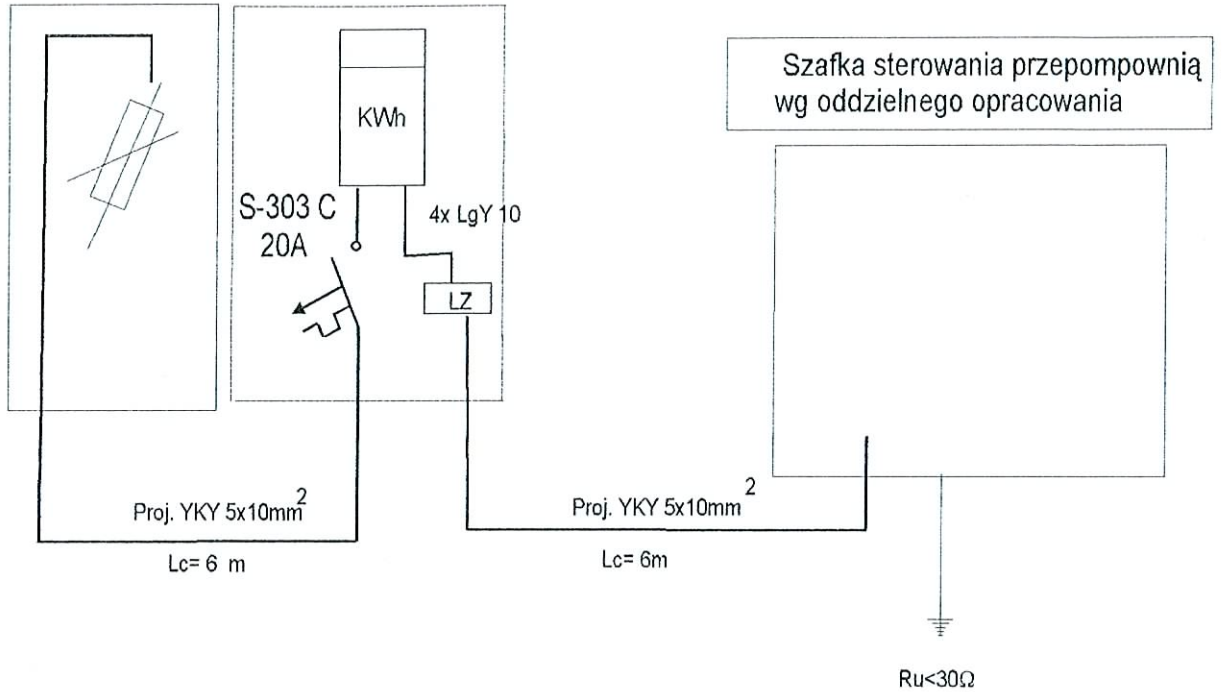 Szafka sterowania przepompownią
wg oddzielnego opracowania
KWh
S-303 C
20A
4x LgY 10
LZ
Proj. YKY 5x10mm²
Lc= 6 m
Proj. YKY 5x10mm²
Lc= 6m
Ru<30Ω